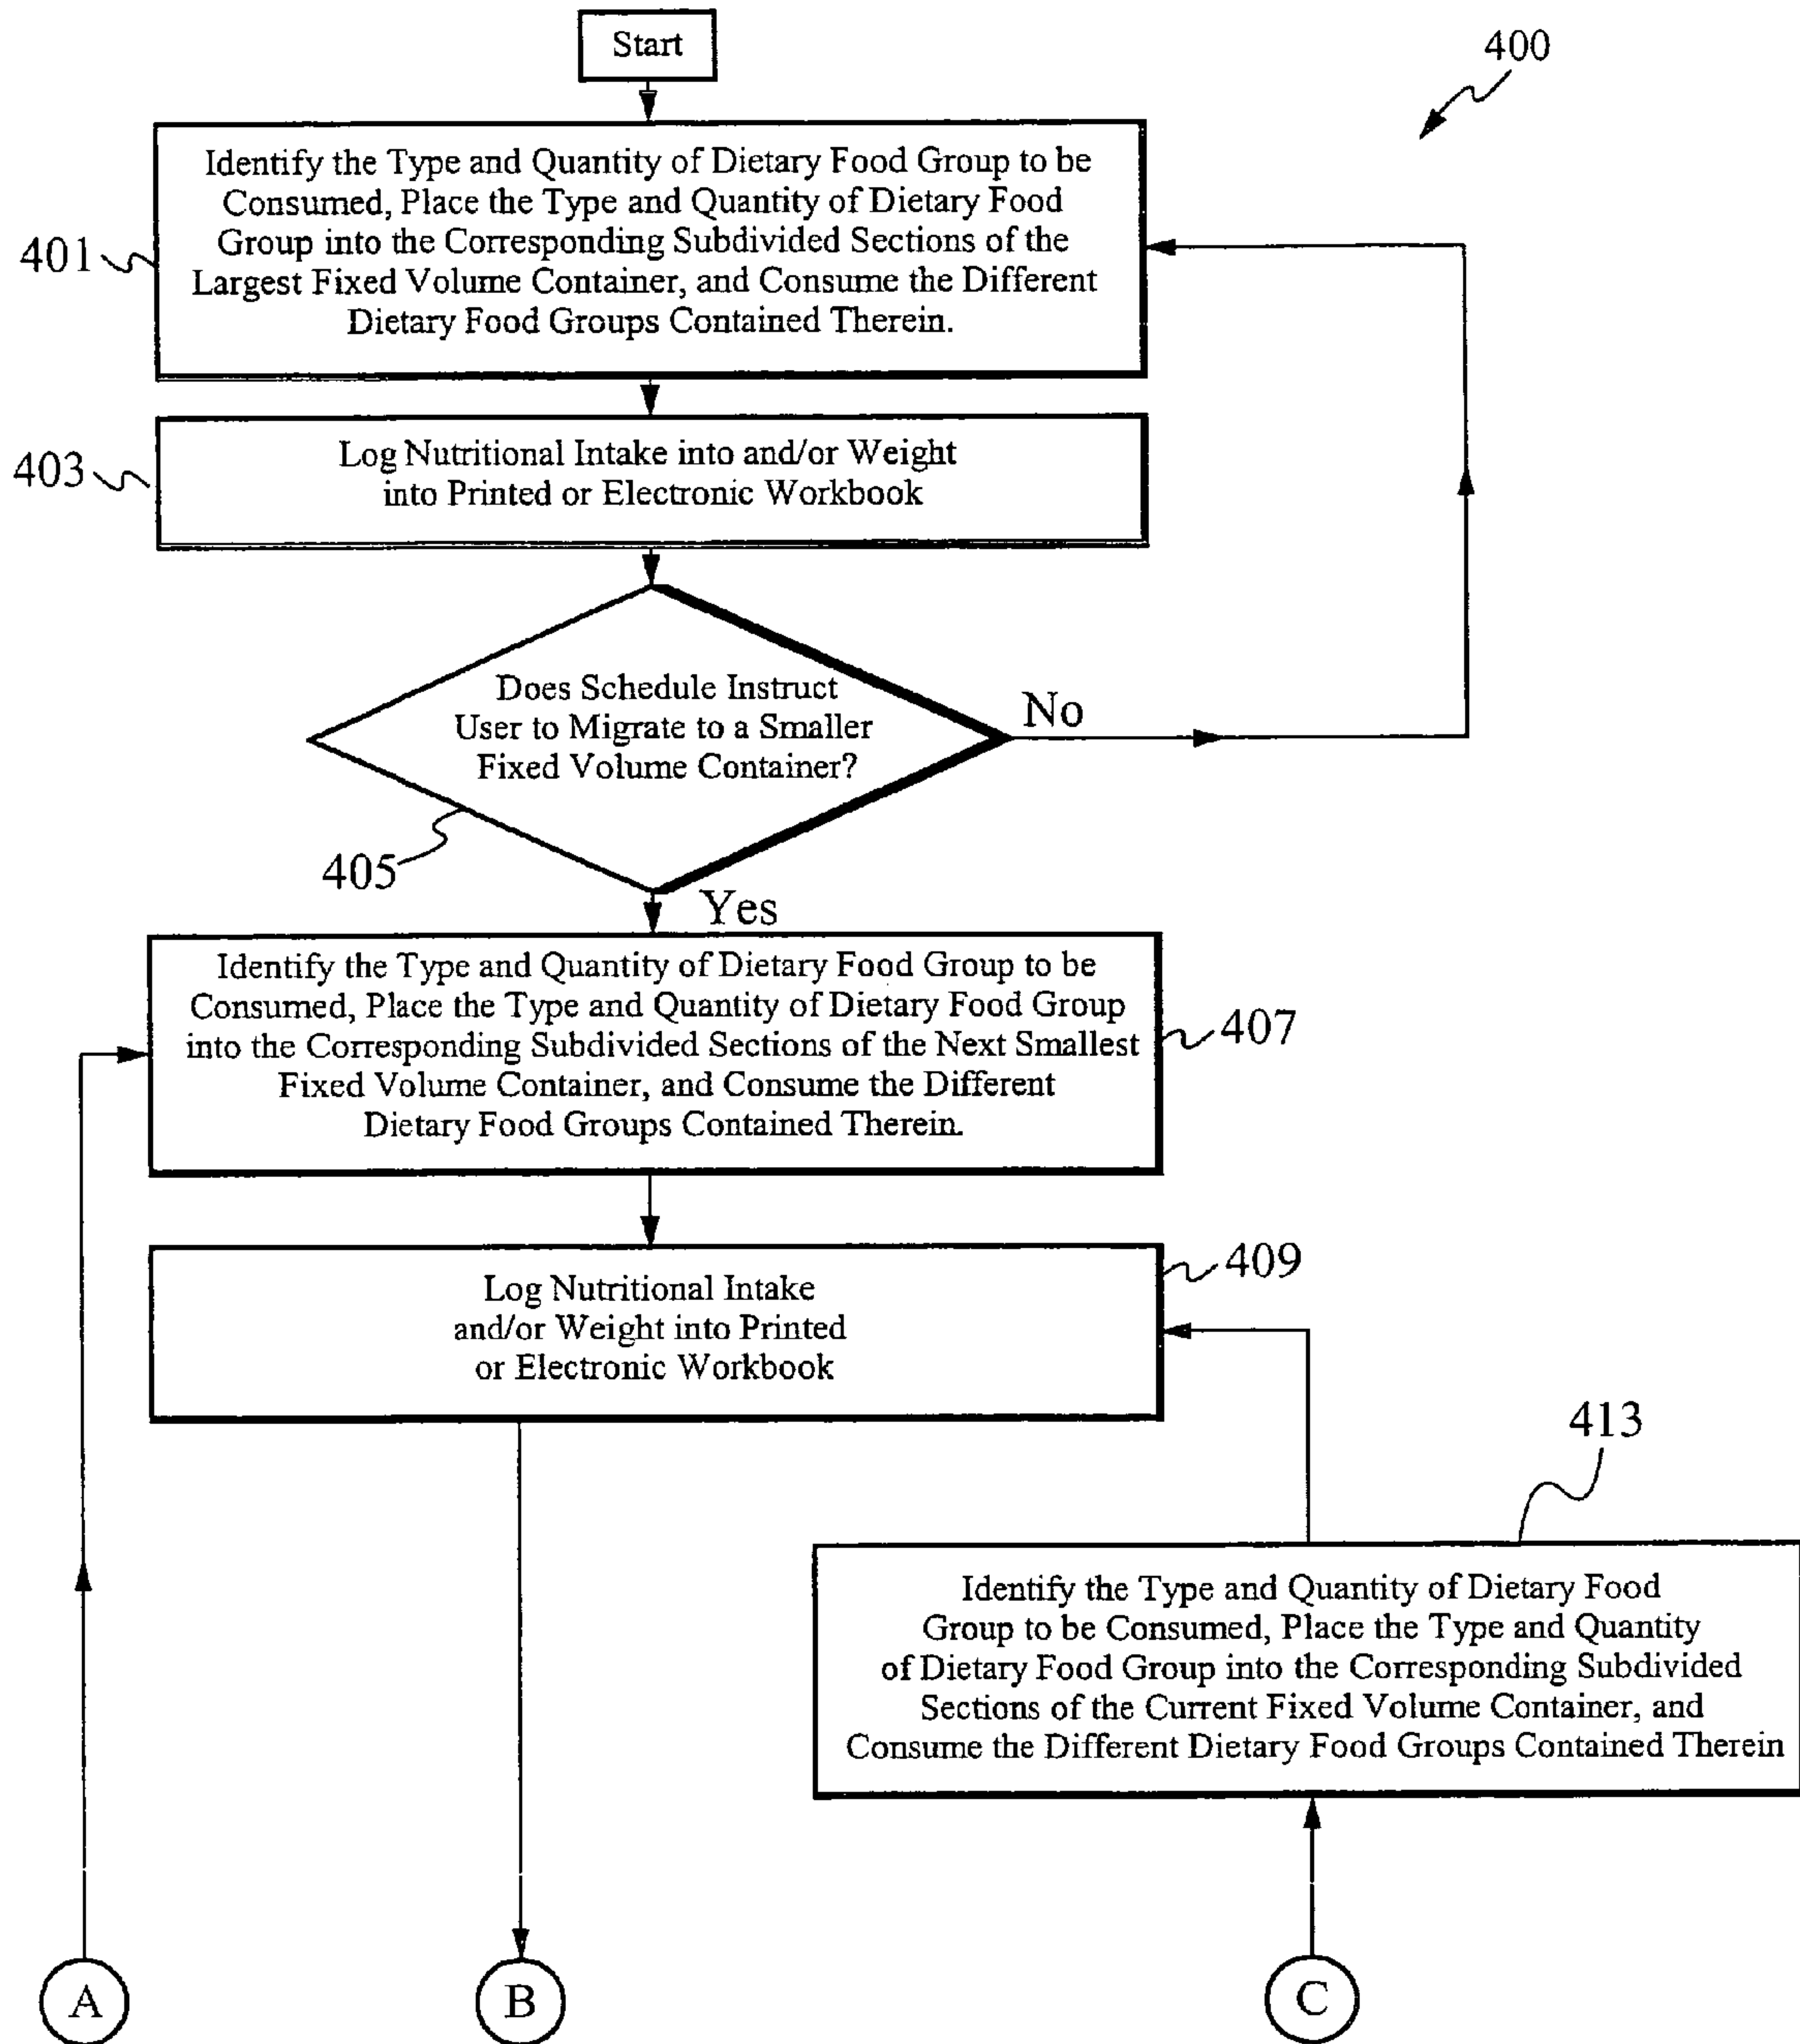 Start
400
Identify the Type and Quantity of Dietary Food Group to be
Consumed, Place the Type and Quantity of Dietary Food
Group into the Corresponding Subdivided Sections of the
Largest Fixed Volume Container, and Consume the Different
Dietary Food Groups Contained Therein.
401
Log Nutritional Intake into and/or Weight
into Printed or Electronic Workbook
403
Does Schedule Instruct
User to Migrate to a Smaller
Fixed Volume Container?
No
405
Yes
Identify the Type and Quantity of Dietary Food Group to be
Consumed, Place the Type and Quantity of Dietary Food Group
into the Corresponding Subdivided Sections of the Next Smallest
Fixed Volume Container, and Consume the Different
Dietary Food Groups Contained Therein.
407
Log Nutritional Intake
and/or Weight into Printed
or Electronic Workbook
409
413
Identify the Type and Quantity of Dietary Food
Group to be Consumed, Place the Type and Quantity
of Dietary Food Group into the Corresponding Subdivided
Sections of the Current Fixed Volume Container, and
Consume the Different Dietary Food Groups Contained Therein
A
B
C